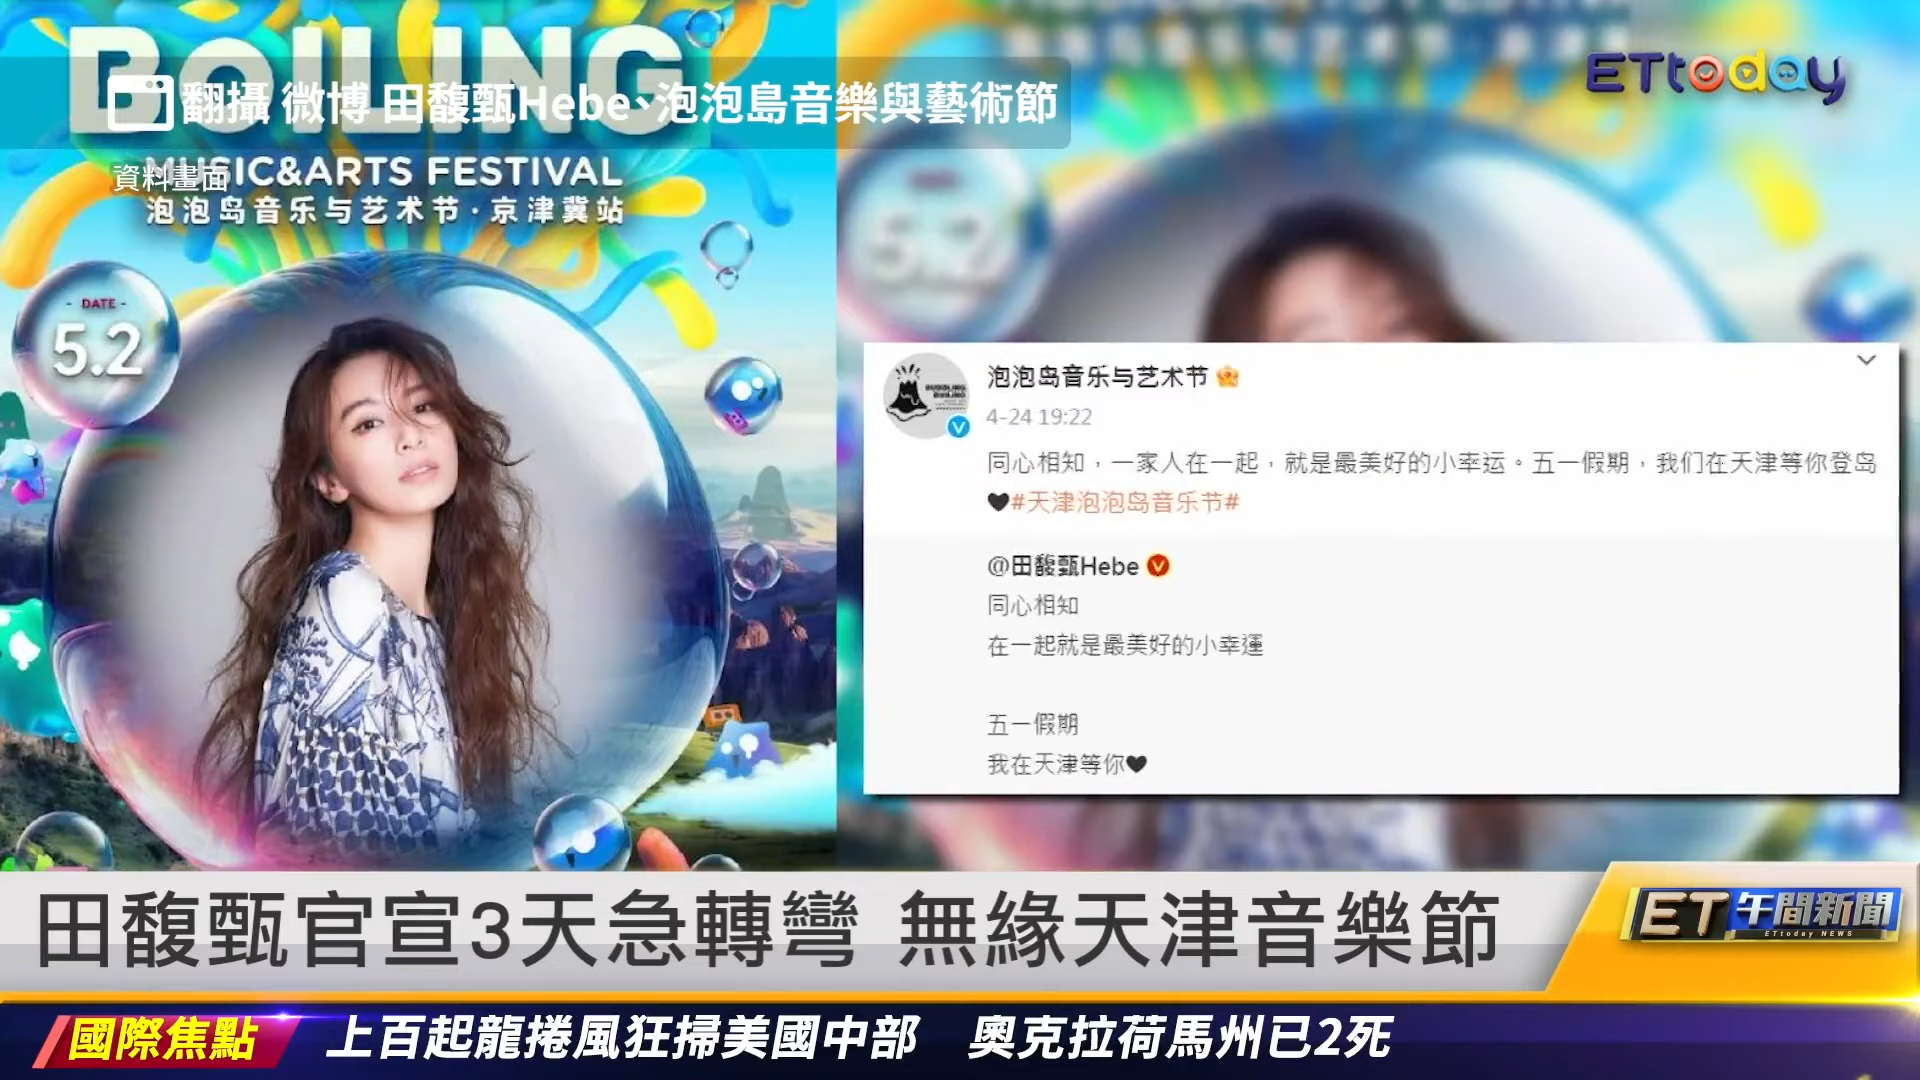 BOILING
翻攝 微博 田馥甄Hebe、泡泡島音樂與藝術節
ETtoday
資料畫面
MUSIC&ARTS FESTIVAL
泡泡岛音乐与艺术节·京津冀站
- DATE -
5.2
泡泡岛音乐与艺术节
4-24 19:22
同心相知，一家人在一起，就是最美好的小幸运。五一假期，我们在天津等你登岛
🖤#天津泡泡岛音乐节#
@田馥甄Hebe
同心相知
在一起就是最美好的小幸運
五一假期
我在天津等你🖤
田馥甄官宣3天急轉彎 無緣天津音樂節
ET午間新聞
ETtoday NEWS
國際焦點 上百起龍捲風狂掃美國中部 奧克拉荷馬州已2死